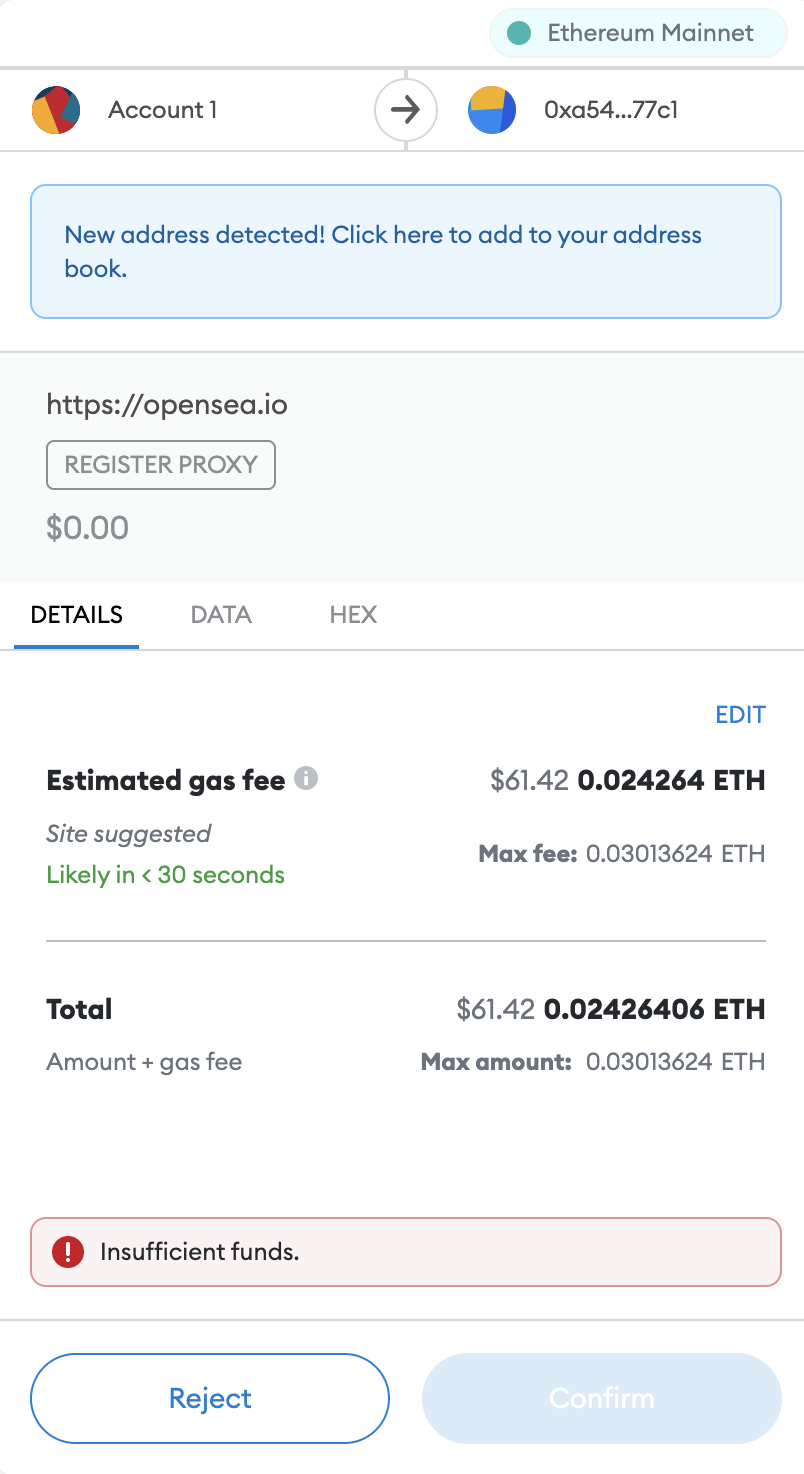 Ethereum Mainnet
Account 1
0xa54...77c1
New address detected! Click here to add to your address
book.
https://opensea.io
REGISTER PROXY
$0.00
DETAILS DATA HEX
EDIT
Estimated gas fee $61.42 0.024264 ETH
Site suggested
Max fee: 0.03013624 ETH
Likely in < 30 seconds
Total $61.42 0.02426406 ETH
Amount + gas fee Max amount: 0.03013624 ETH
Insufficient funds.
Reject Confirm